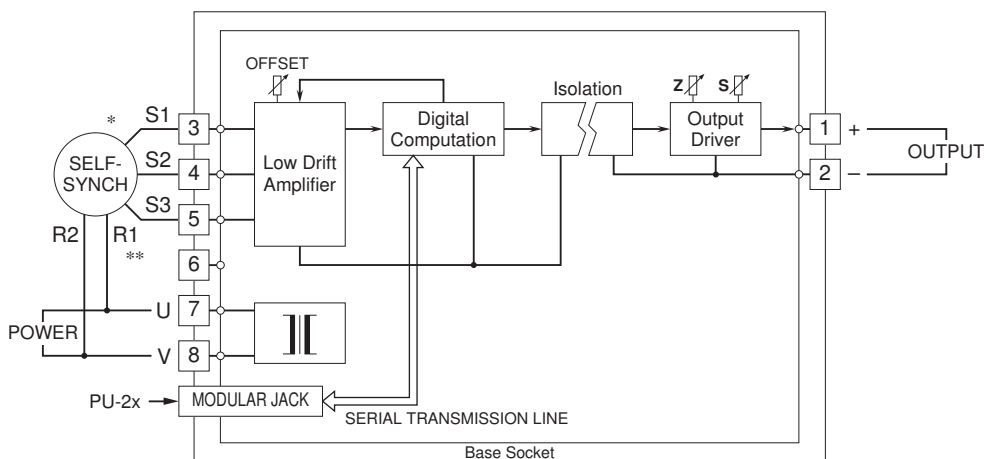 OFFSET
Isolation
Z
S
*
S1
3
Digital
Computation
Output
Driver
1
+
SELF-
SYNCH
S2
4
Low Drift
Amplifier
OUTPUT
2
–
S3
5
R2
R1
**
6
U
7
POWER
V
8
PU-2x
MODULAR JACK
SERIAL TRANSMISSION LINE
Base Socket